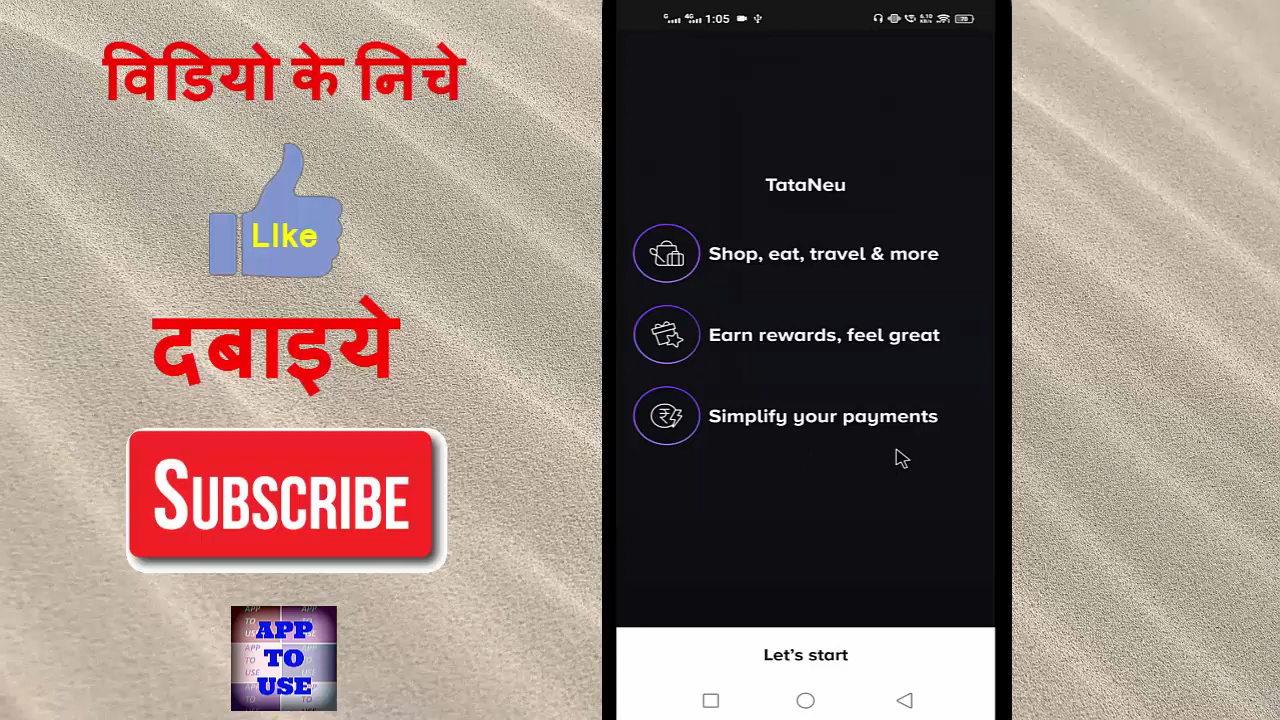 विडियो के निचे
LIke
दबाइये
SUBSCRIBE
APP
TO
USE
1:05
70
TataNeu
Shop, eat, travel & more
Earn rewards, feel great
Simplify your payments
Let's start